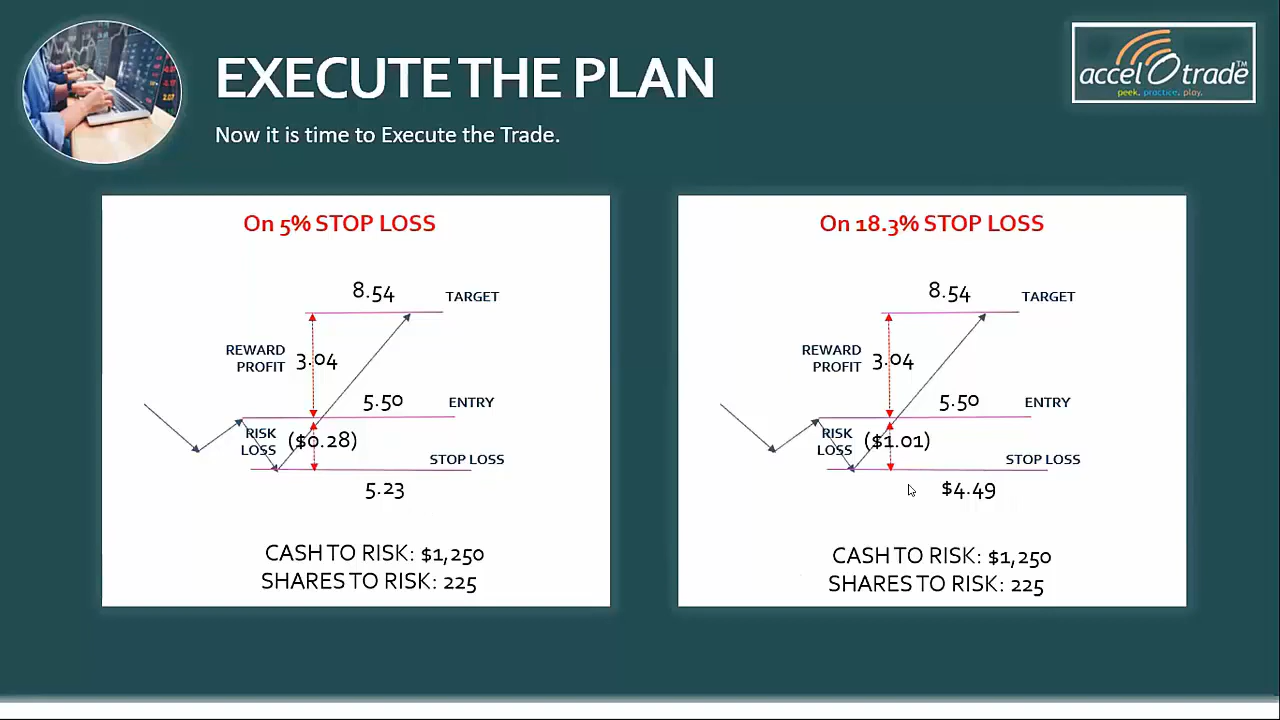 EXECUTE THE PLAN
Now it is time to Execute the Trade.
accelOtrade™
peek. practice. play.
On 5% STOP LOSS
8.54
TARGET
REWARD
PROFIT
3.04
5.50
ENTRY
RISK
LOSS
($0.28)
STOP LOSS
5.23
CASH TO RISK: $1,250
SHARES TO RISK: 225
On 18.3% STOP LOSS
8.54
TARGET
REWARD
PROFIT
3.04
5.50
ENTRY
RISK
LOSS
($1.01)
STOP LOSS
$4.49
CASH TO RISK: $1,250
SHARES TO RISK: 225